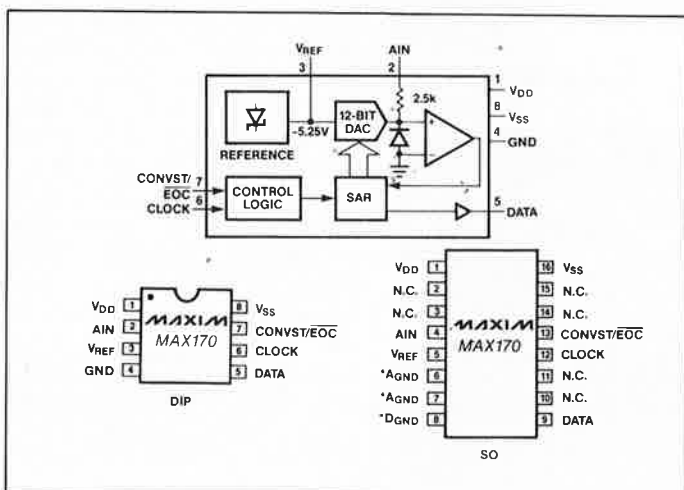 VREF
3
AIN
2
1
VDD
8
VSS
4
GND
2.5k
12-BIT
DAC
-5.25V
REFERENCE
+
−
CONVST/
EOC
7
CLOCK
6
CONTROL
LOGIC
SAR
5
DATA
VDD 1
AIN 2
VREF 3
GND 4
MAXIM
MAX170
8 VSS
7 CONVST/EOC
6 CLOCK
5 DATA
DIP
VDD 1
N.C. 2
N.C. 3
AIN 4
VREF 5
*AGND 6
*AGND 7
*DGND 8
MAXIM
MAX170
16 VSS
15 N.C.
14 N.C.
13 CONVST/EOC
12 CLOCK
11 N.C.
10 N.C.
9 DATA
SO